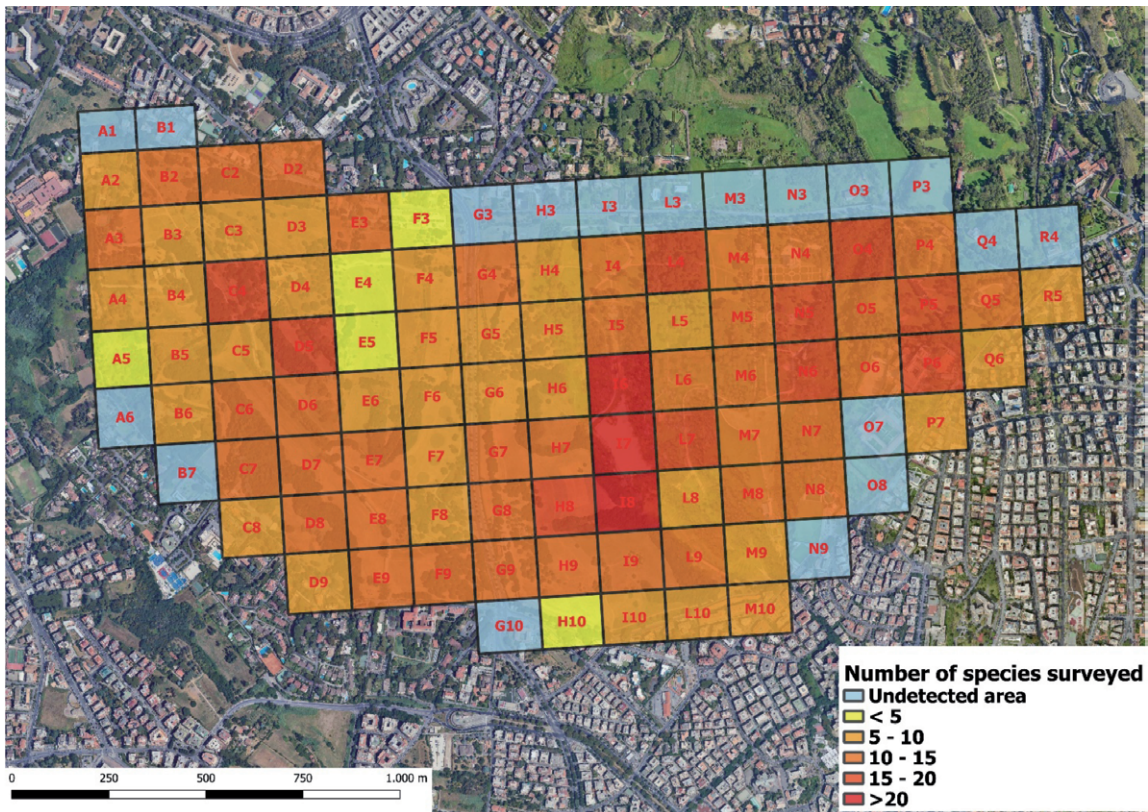 A1 B1
A2 B2 C2 D2
A3 B3 C3 D3 E3 F3 G3 H3 I3 L3 M3 N3 O3 P3
A4 B4 C4 D4 E4 F4 G4 H4 I4 L4 M4 N4 O4 P4 Q4 R4
A5 B5 C5 D5 E5 F5 G5 H5 I5 L5 M5 N5 O5 P5 Q5 R5
A6 B6 C6 D6 E6 F6 G6 H6 I6 L6 M6 N6 O6 P6 Q6
B7 C7 D7 E7 F7 G7 H7 I7 L7 M7 N7 O7 P7
C8 D8 E8 F8 G8 H8 I8 L8 M8 N8 O8
D9 E9 F9 G9 H9 I9 L9 M9 N9
G10 H10 I10 L10 M10
Number of species surveyed
Undetected area
< 5
5 - 10
10 - 15
15 - 20
>20
0 250 500 750 1.000 m